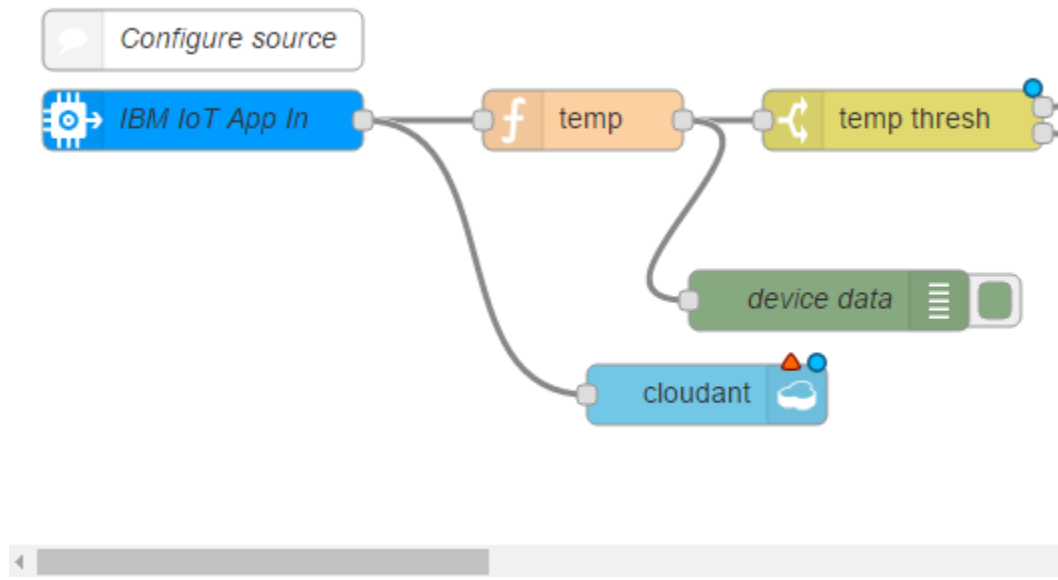 Configure source
IBM IoT App In
temp
temp thresh
device data
cloudant